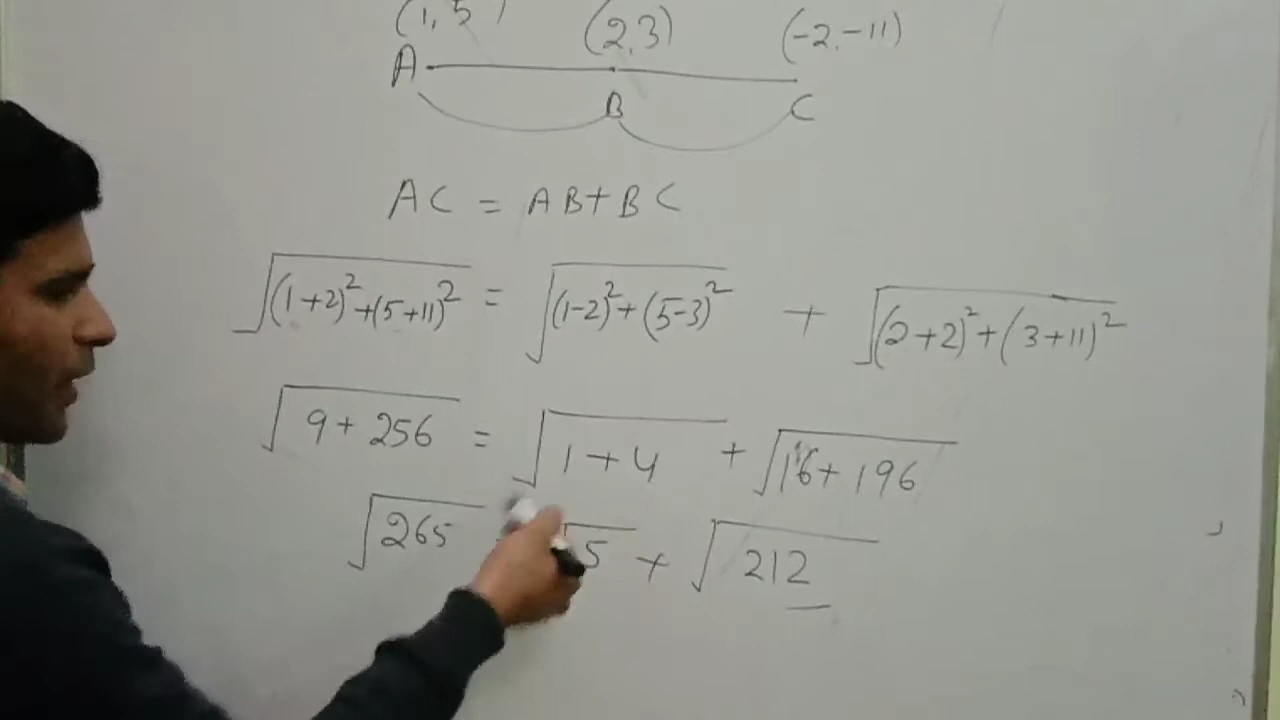 (1, 5) (2,3) (-2,-11)
A B C
AC = AB+BC
√(1+2)²+(5+11)² = √(1-2)²+(5-3)² + √(2+2)²+(3+11)²
√9+256 = √1+4 + √16+196
√265 √5 + √212